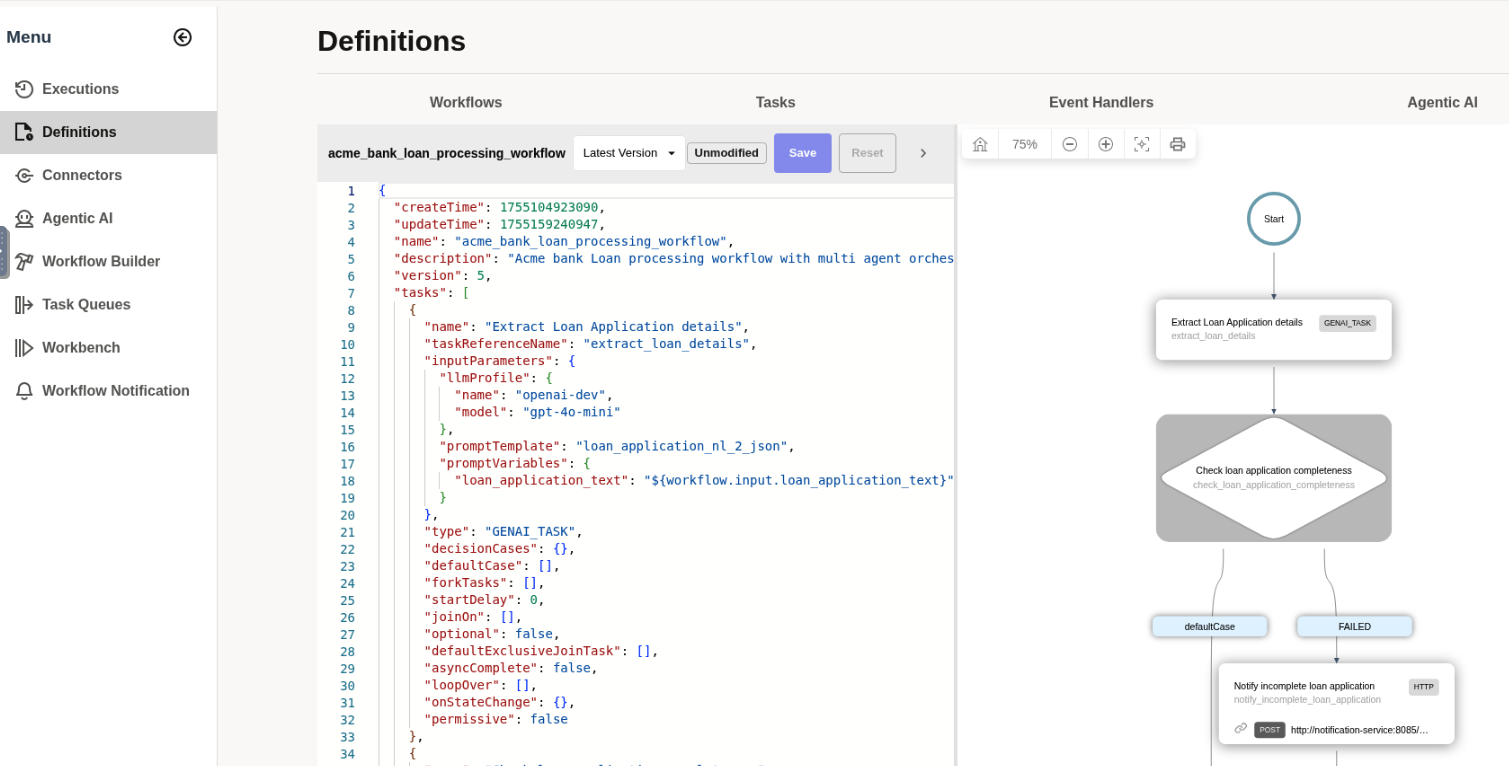 Menu
Executions
Definitions
Connectors
Agentic AI
Workflow Builder
Task Queues
Workbench
Workflow Notification
Definitions
Workflows Tasks Event Handlers Agentic AI
acme_bank_loan_processing_workflow Latest Version Unmodified Save Reset
1 {
2 "createTime": 1755104923090,
3 "updateTime": 1755159240947,
4 "name": "acme_bank_loan_processing_workflow",
5 "description": "Acme bank Loan processing workflow with multi agent orches
6 "version": 5,
7 "tasks": [
8 {
9 "name": "Extract Loan Application details",
10 "taskReferenceName": "extract_loan_details",
11 "inputParameters": {
12 "llmProfile": {
13 "name": "openai-dev",
14 "model": "gpt-4o-mini"
15 },
16 "promptTemplate": "loan_application_nl_2_json",
17 "promptVariables": {
18 "loan_application_text": "${workflow.input.loan_application_text}"
19 }
20 },
21 "type": "GENAI_TASK",
22 "decisionCases": {},
23 "defaultCase": [],
24 "forkTasks": [],
25 "startDelay": 0,
26 "joinOn": [],
27 "optional": false,
28 "defaultExclusiveJoinTask": [],
29 "asyncComplete": false,
30 "loopOver": [],
31 "onStateChange": {},
32 "permissive": false
33 },
34 {
75%
Start
Extract Loan Application details GENAI_TASK
extract_loan_details
Check loan application completeness
check_loan_application_completeness
defaultCase FAILED
Notify incomplete loan application HTTP
notify_incomplete_loan_application
POST http://notification-service:8085/...